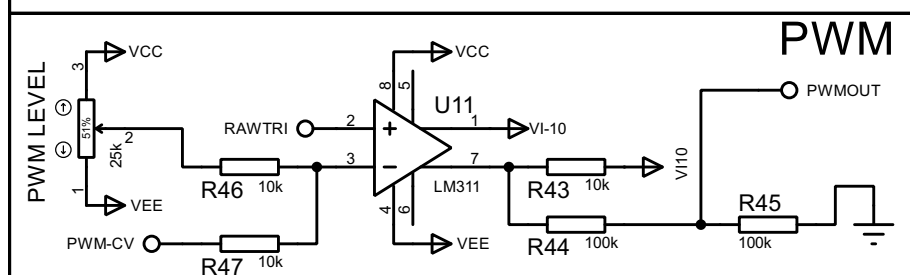 PWM
PWM LEVEL
3
VCC
51%
2
25k
1
VEE
R46
10k
PWM-CV
R47
10k
RAWTRI
2
3
8
5
VCC
U11
1
VI-10
7
LM311
4
6
VEE
R43
10k
VI10
R44
100k
PWMOUT
R45
100k